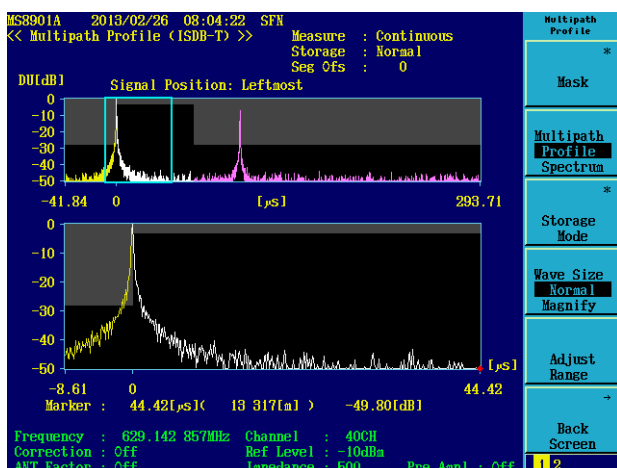 MS8901A 2013/02/26 08:04:22 SFN
<< Multipath Profile (ISDB-T) >> Measure : Continuous
Storage : Normal
Seg Ofs : 0
DU[dB] Signal Position: Leftmost
0
-10
-20
-30
-40
-50
-41.84 0 [μs] 293.71
0
-10
-20
-30
-40
-50
[μs]
-8.61 0 44.42
Marker : 44.42[μs]( 13 317[m] ) -49.80[dB]
Frequency : 629.142 857MHz Channel : 40CH
Correction : Off Ref Level : -10dBm
ANT Factor : Off Impedance : 50Ω Pre Ampl : Off
Multipath
Profile
*
Mask
Multipath
Profile
Spectrum
*
Storage
Mode
Wave Size
Normal
Magnify
Adjust
Range
→
Back
Screen
1 2